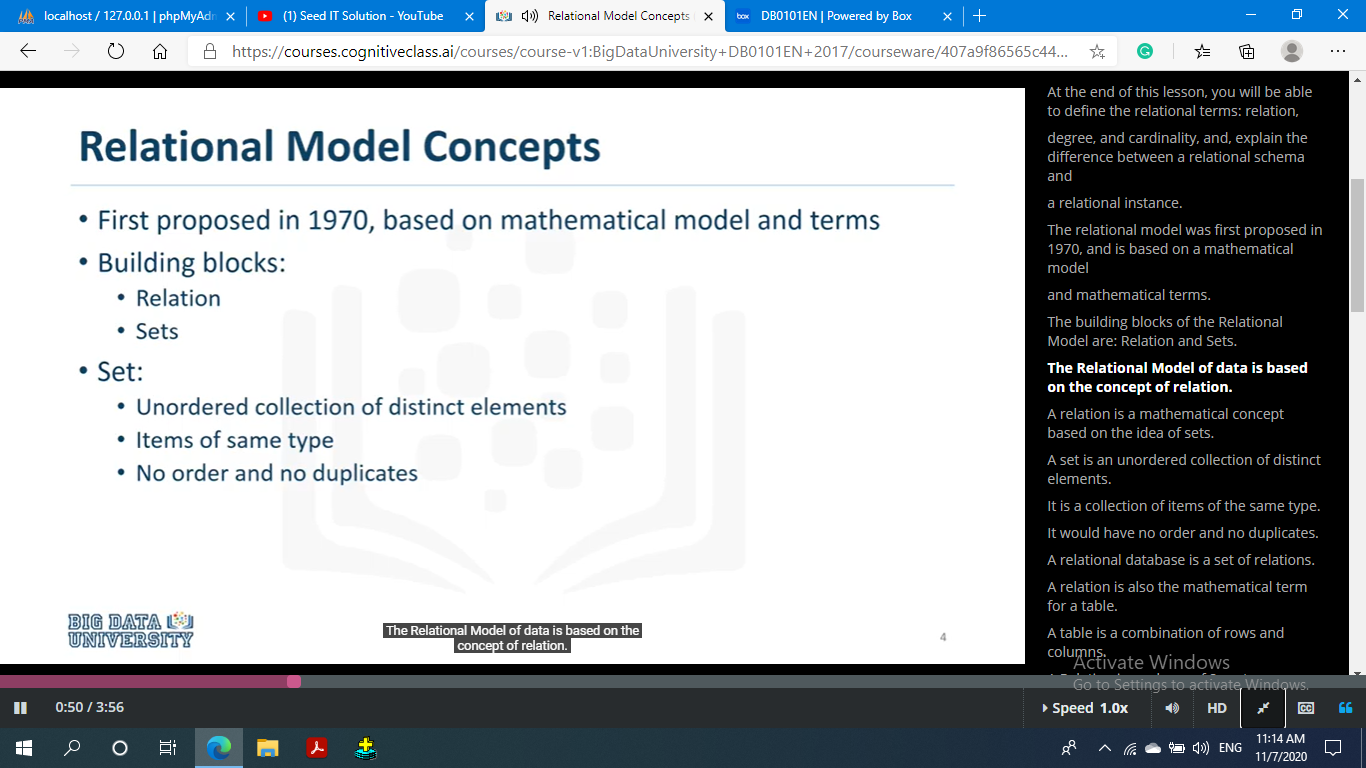 localhost / 127.0.0.1 | phpMyAdm
(1) Seed IT Solution - YouTube
Relational Model Concepts
DB0101EN | Powered by Box
https://courses.cognitiveclass.ai/courses/course-v1:BigDataUniversity+DB0101EN+2017/courseware/407a9f86565c44...
Relational Model Concepts
• First proposed in 1970, based on mathematical model and terms
• Building blocks:
• Relation
• Sets
• Set:
• Unordered collection of distinct elements
• Items of same type
• No order and no duplicates
BIG DATA
UNIVERSITY
The Relational Model of data is based on the
concept of relation.
4
At the end of this lesson, you will be able
to define the relational terms: relation,
degree, and cardinality, and, explain the
difference between a relational schema
and
a relational instance.
The relational model was first proposed in
1970, and is based on a mathematical
model
and mathematical terms.
The building blocks of the Relational
Model are: Relation and Sets.
The Relational Model of data is based
on the concept of relation.
A relation is a mathematical concept
based on the idea of sets.
A set is an unordered collection of distinct
elements.
It is a collection of items of the same type.
It would have no order and no duplicates.
A relational database is a set of relations.
A relation is also the mathematical term
for a table.
A table is a combination of rows and
columns.
Activate Windows
Go to Settings to activate Windows.
0:50 / 3:56
Speed 1.0x
HD
CC
ENG
11:14 AM
11/7/2020